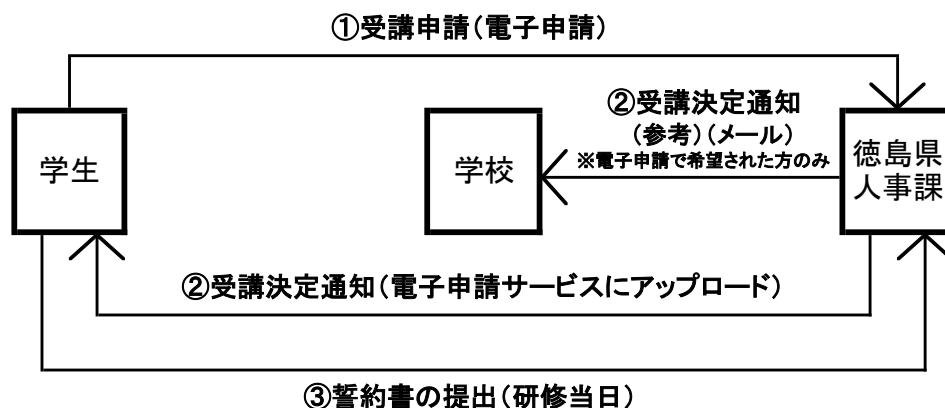 ①受講申請（電子申請）
②受講決定通知
（参考）（メール）
※電子申請で希望された方のみ
学生
学校
徳島県
人事課
②受講決定通知（電子申請サービスにアップロード）
③誓約書の提出（研修当日）